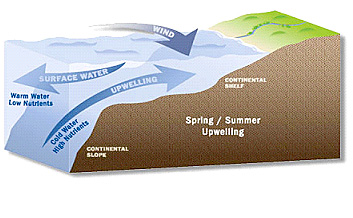 WIND
SURFACE WATER
UPWELLING
Warm Water
Low Nutrients
CONTINENTAL
SHELF
Cold Water
High Nutrients
Spring / Summer
Upwelling
CONTINENTAL
SLOPE